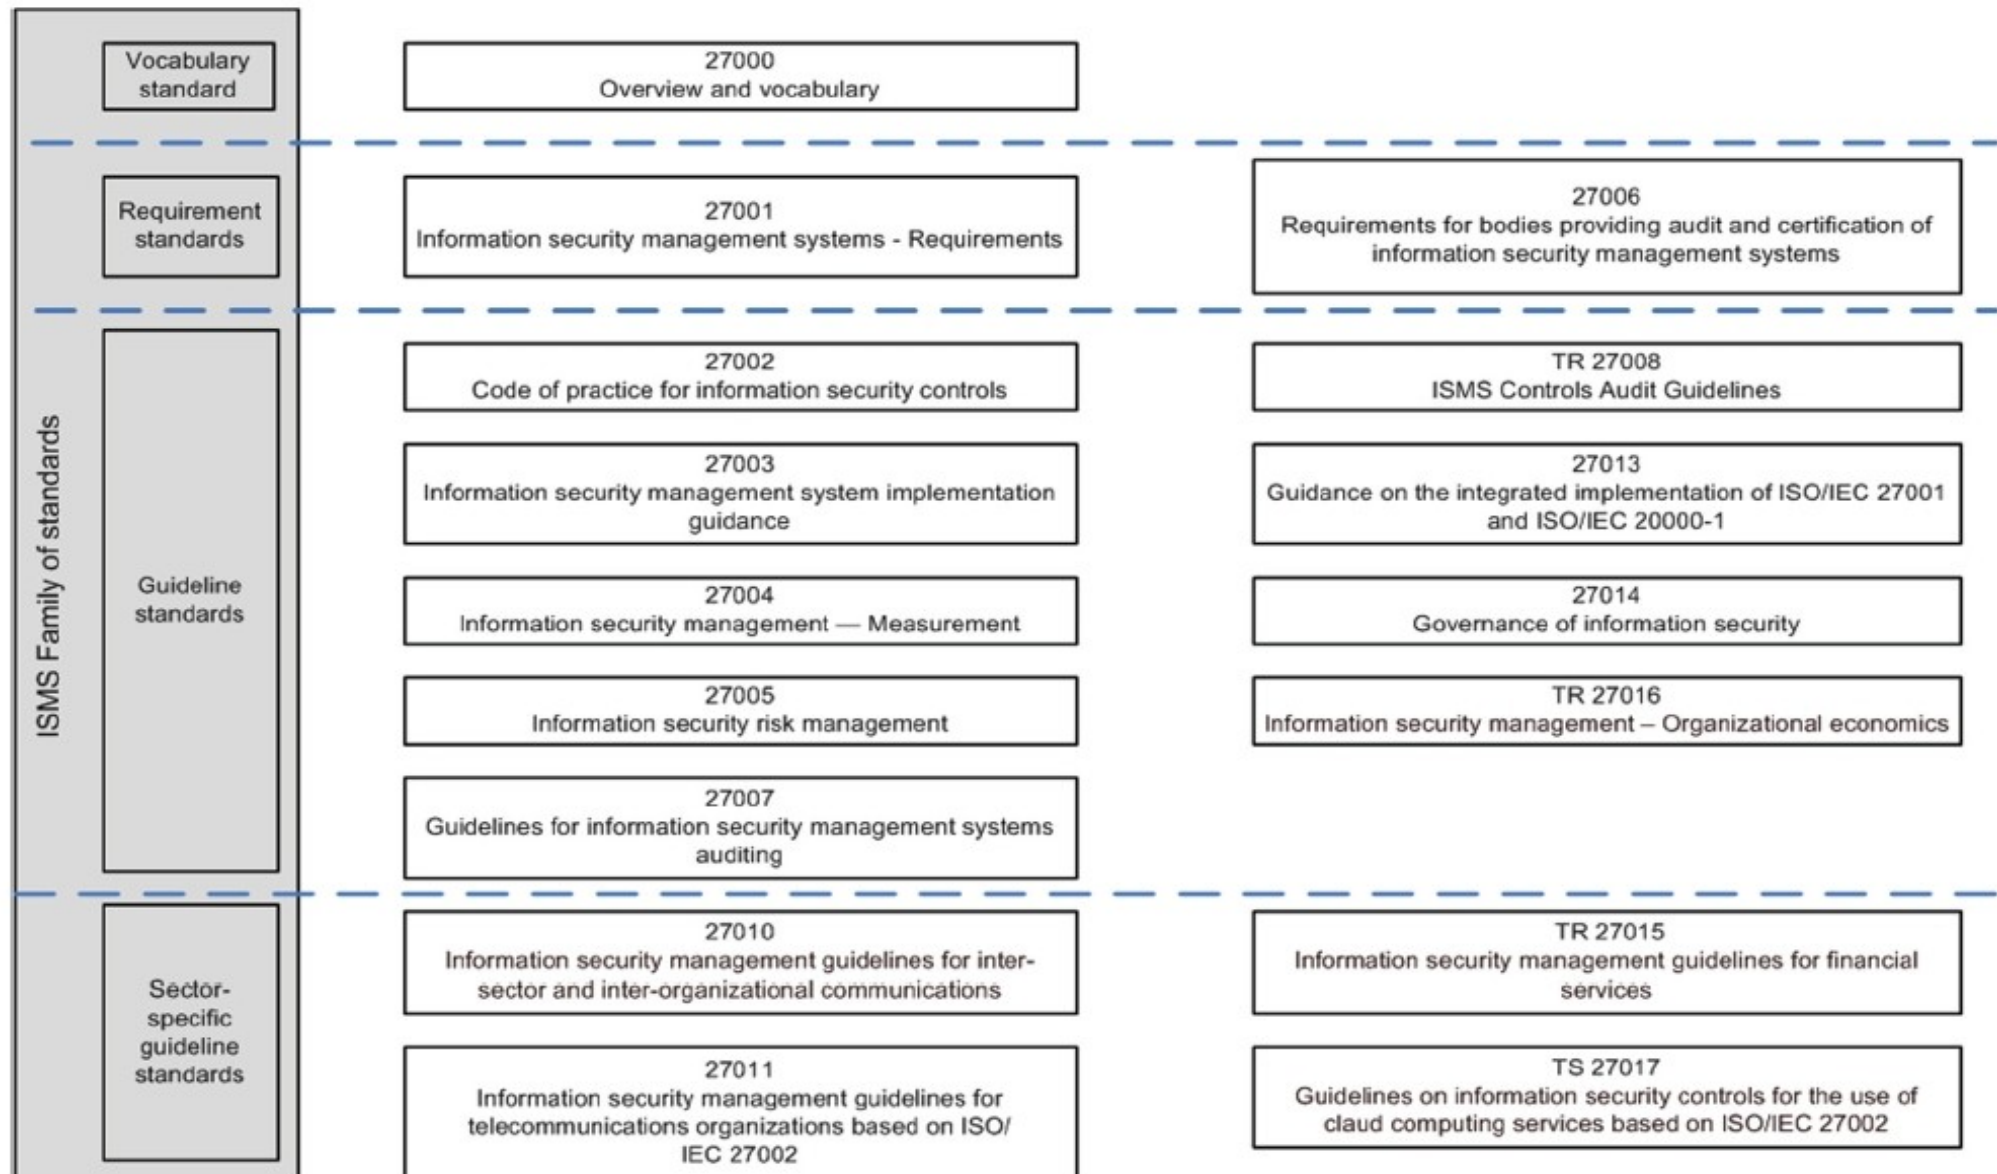 ISMS Family of standards
Vocabulary
standard
27000
Overview and vocabulary
Requirement
standards
27001
Information security management systems - Requirements
27006
Requirements for bodies providing audit and certification of
information security management systems
Guideline
standards
27002
Code of practice for information security controls
TR 27008
ISMS Controls Audit Guidelines
27003
Information security management system implementation
guidance
27013
Guidance on the integrated implementation of ISO/IEC 27001
and ISO/IEC 20000-1
27004
Information security management — Measurement
27014
Governance of information security
27005
Information security risk management
TR 27016
Information security management – Organizational economics
27007
Guidelines for information security management systems
auditing
Sector-
specific
guideline
standards
27010
Information security management guidelines for inter-
sector and inter-organizational communications
TR 27015
Information security management guidelines for financial
services
27011
Information security management guidelines for
telecommunications organizations based on ISO/
IEC 27002
TS 27017
Guidelines on information security controls for the use of
claud computing services based on ISO/IEC 27002